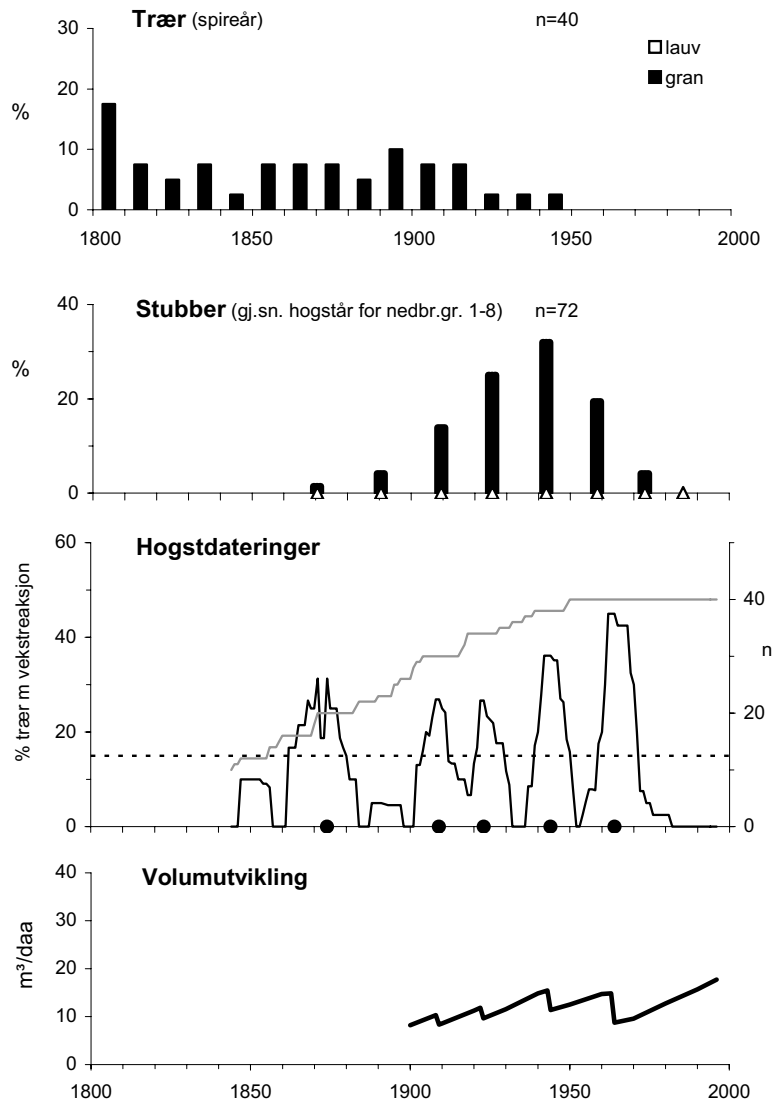 Trær (spireår) n=40
30
20
10
0
%
lauv
gran
1800 1850 1900 1950 2000
Stubber (gj.sn. hogstår for nedbr.gr. 1-8) n=72
40
20
0
%
Hogstdateringer
60
40
20
0
% trær m vekstreaksjon
40
20
0
n
Volumutvikling
40
30
20
10
0
m³/daa
1800 1850 1900 1950 2000